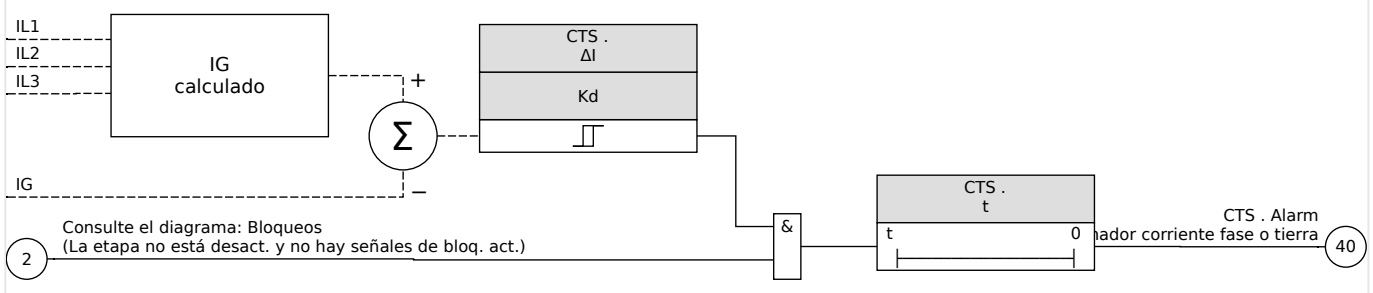 IL1
IL2
IL3
IG
calculado
+
Σ
−
IG
CTS .
ΔI
Kd
Consulte el diagrama: Bloqueos
(La etapa no está desact. y no hay señales de bloq. act.)
2
&
CTS .
t
t 0
CTS . Alarm
corriente fase o tierra
40